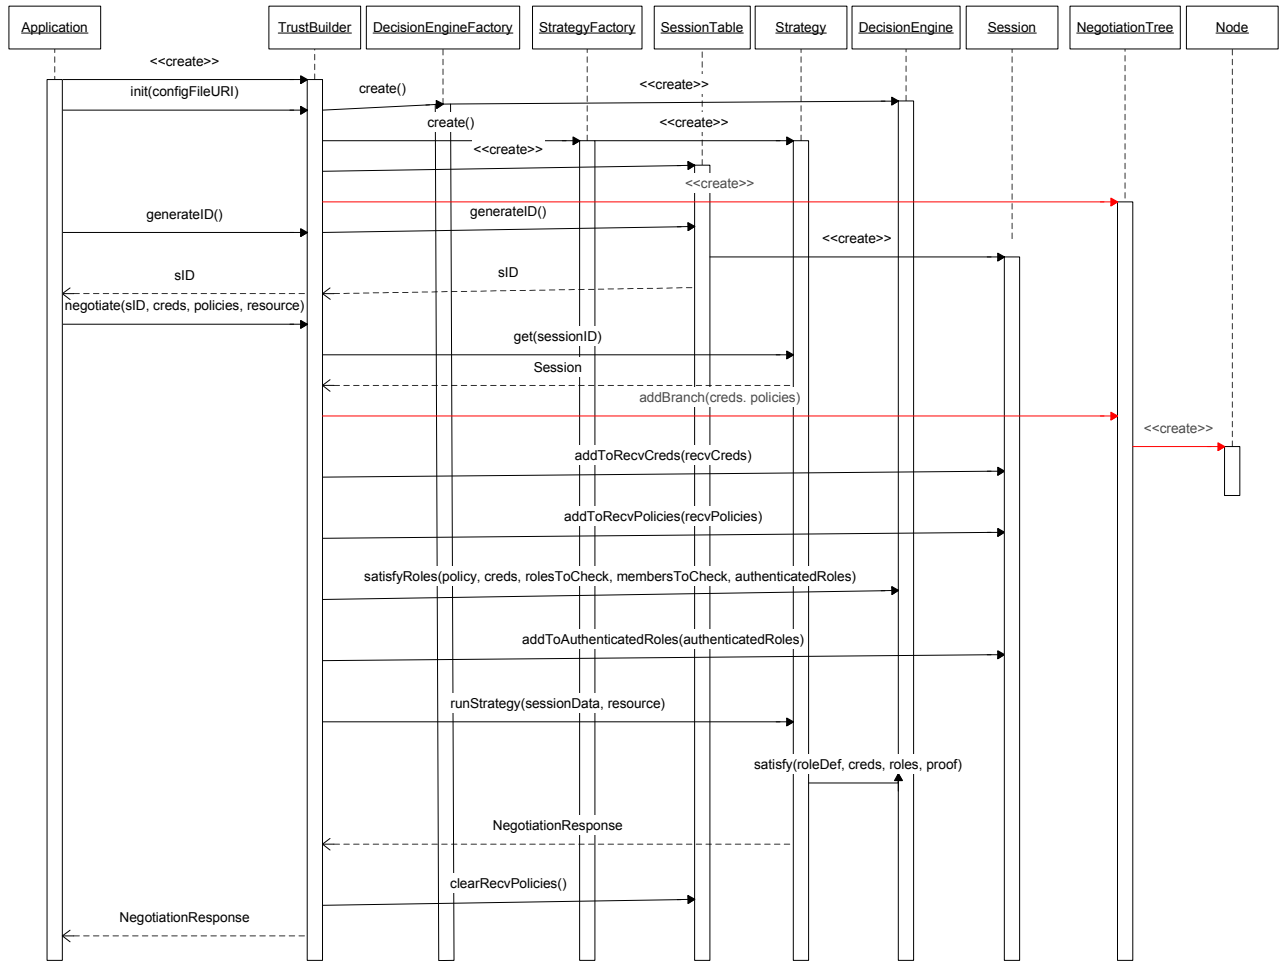 Application
TrustBuilder
DecisionEngineFactory
StrategyFactory
SessionTable
Strategy
DecisionEngine
Session
NegotiationTree
Node
<<create>>
init(configFileURI)
create()
<<create>>
create()
<<create>>
<<create>>
<<create>>
generateID()
generateID()
<<create>>
sID
sID
negotiate(sID, creds, policies, resource)
get(sessionID)
Session
addBranch(creds. policies)
<<create>>
addToRecvCreds(recvCreds)
addToRecvPolicies(recvPolicies)
satisfyRoles(policy, creds, rolesToCheck, membersToCheck, authenticatedRoles)
addToAuthenticatedRoles(authenticatedRoles)
runStrategy(sessionData, resource)
satisfy(roleDef, creds, roles, proof)
NegotiationResponse
clearRecvPolicies()
NegotiationResponse